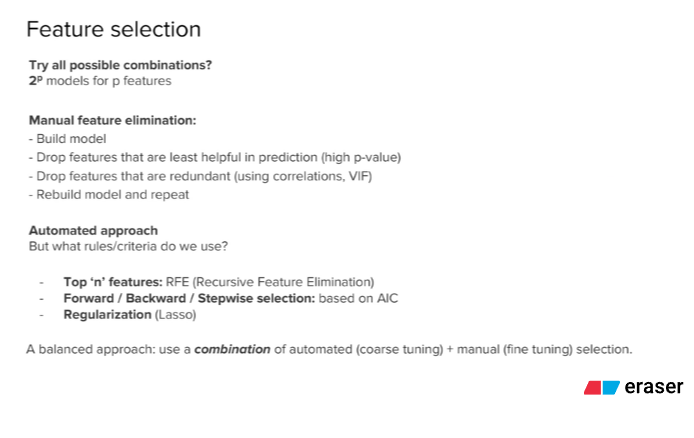 Feature selection
Try all possible combinations?
2ᵖ models for p features
Manual feature elimination:
- Build model
- Drop features that are least helpful in prediction (high p-value)
- Drop features that are redundant (using correlations, VIF)
- Rebuild model and repeat
Automated approach
But what rules/criteria do we use?
- Top ‘n’ features: RFE (Recursive Feature Elimination)
- Forward / Backward / Stepwise selection: based on AIC
- Regularization (Lasso)
A balanced approach: use a combination of automated (coarse tuning) + manual (fine tuning) selection.
eraser